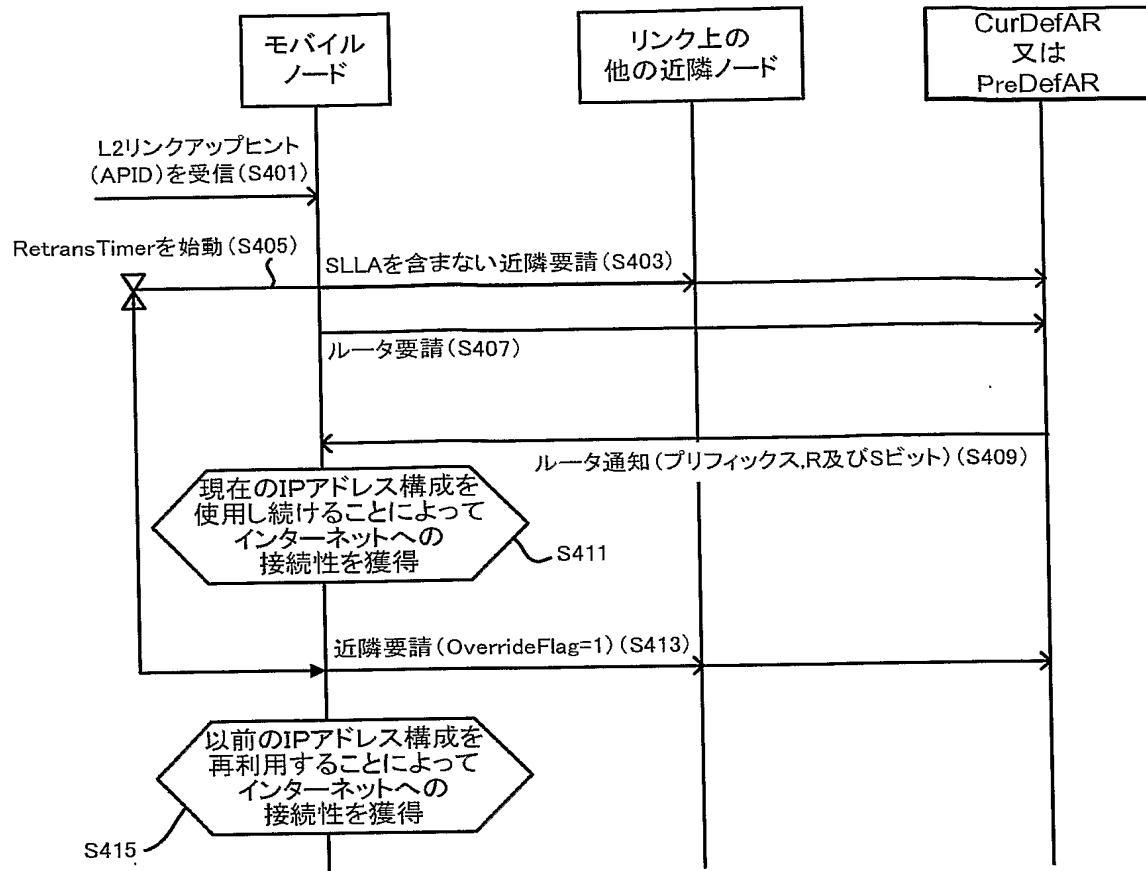 モバイル
ノード
リンク上の
他の近隣ノード
CurDefAR
又は
PreDefAR
L2リンクアップヒント
(APID)を受信(S401)
RetransTimerを始動(S405)
SLLAを含まない近隣要請(S403)
ルータ要請(S407)
ルータ通知(プリフィックス,R及びSビット)(S409)
現在のIPアドレス構成を
使用し続けることによって
インターネットへの
接続性を獲得
S411
近隣要請(OverrideFlag=1)(S413)
以前のIPアドレス構成を
再利用することによって
インターネットへの
接続性を獲得
S415